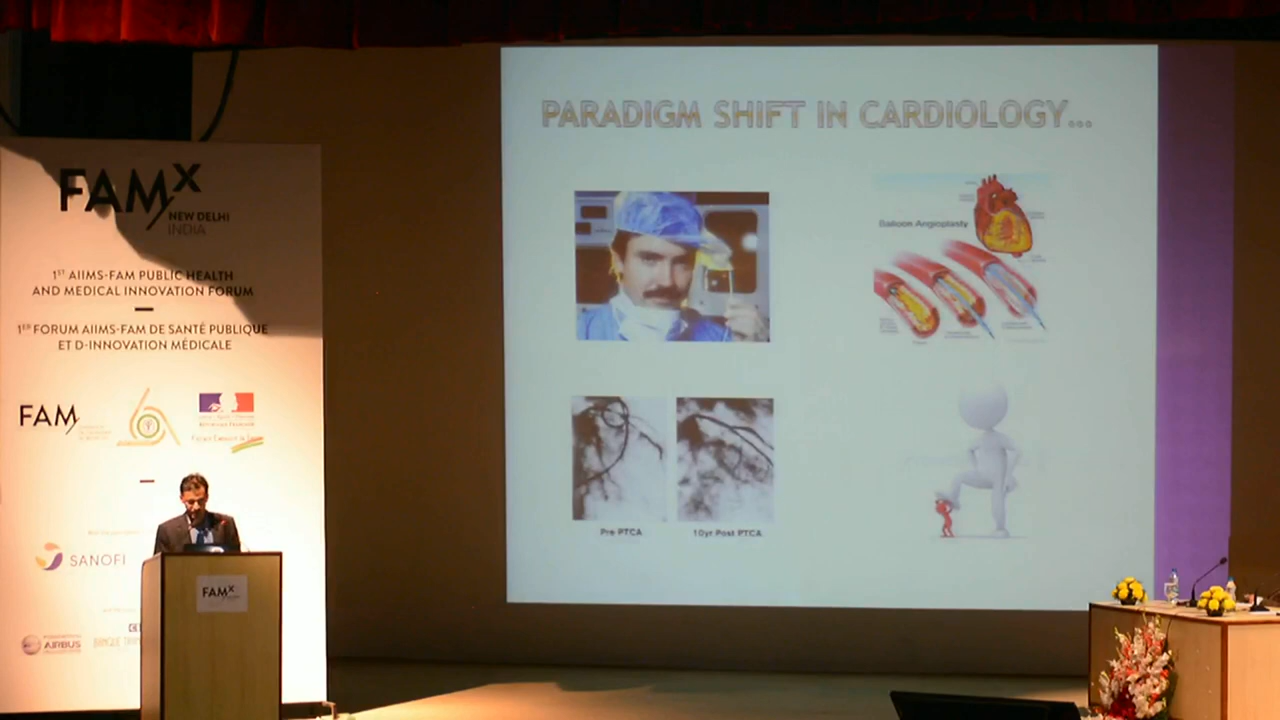 FAMX
NEW DELHI
INDIA
1ST AIIMS-FAM PUBLIC HEALTH
AND MEDICAL INNOVATION FORUM
1ER FORUM AIIMS-FAM DE SANTÉ PUBLIQUE
ET D-INNOVATION MÉDICALE
FAM
SANOFI
AIRBUS
FAMX
PARADIGM SHIFT IN CARDIOLOGY...
Balloon Angioplasty
Pre PTCA
10yr Post PTCA